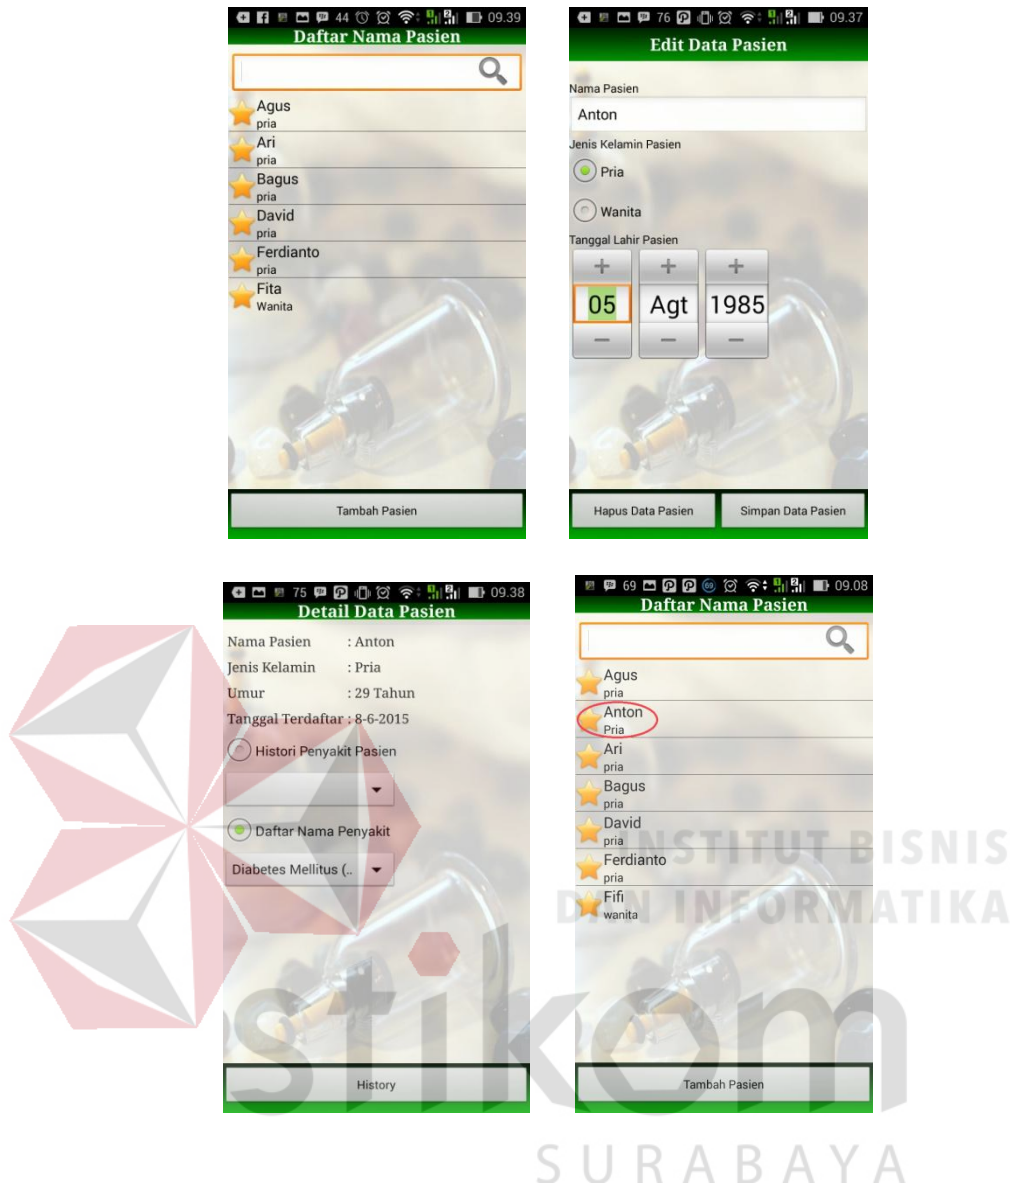 44 09.39
Daftar Nama Pasien
Agus
pria
Ari
pria
Bagus
pria
David
pria
Ferdianto
pria
Fita
Wanita
Tambah Pasien
76 09.37
Edit Data Pasien
Nama Pasien
Anton
Jenis Kelamin Pasien
Pria
Wanita
Tanggal Lahir Pasien
+ + +
05 Agt 1985
− − −
Hapus Data Pasien Simpan Data Pasien
75 09.38
Detail Data Pasien
Nama Pasien : Anton
Jenis Kelamin : Pria
Umur : 29 Tahun
Tanggal Terdaftar : 8-6-2015
Histori Penyakit Pasien
Daftar Nama Penyakit
Diabetes Mellitus (..
History
69 69 09.08
Daftar Nama Pasien
Agus
pria
Anton
Pria
Ari
pria
Bagus
pria
David
pria
Ferdianto
pria
Fifi
wanita
Tambah Pasien
INSTITUT BISNIS
DAN INFORMATIKA
stikom
SURABAYA